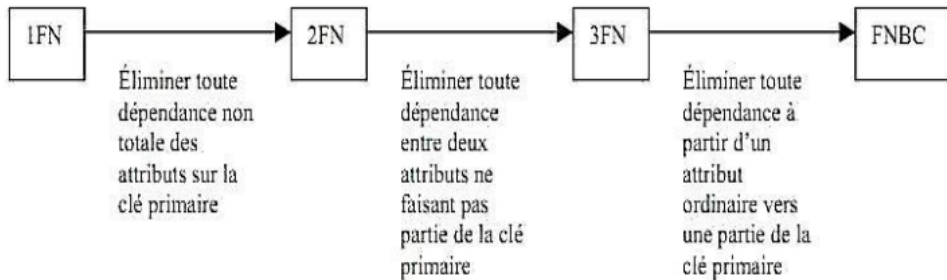 1FN
2FN
3FN
FNBC
Éliminer toute
dépendance non
totale des
attributs sur la
clé primaire
Éliminer toute
dépendance
entre deux
attributs ne
faisant pas
partie de la clé
primaire
Éliminer toute
dépendance à
partir d'un
attribut
ordinaire vers
une partie de la
clé primaire